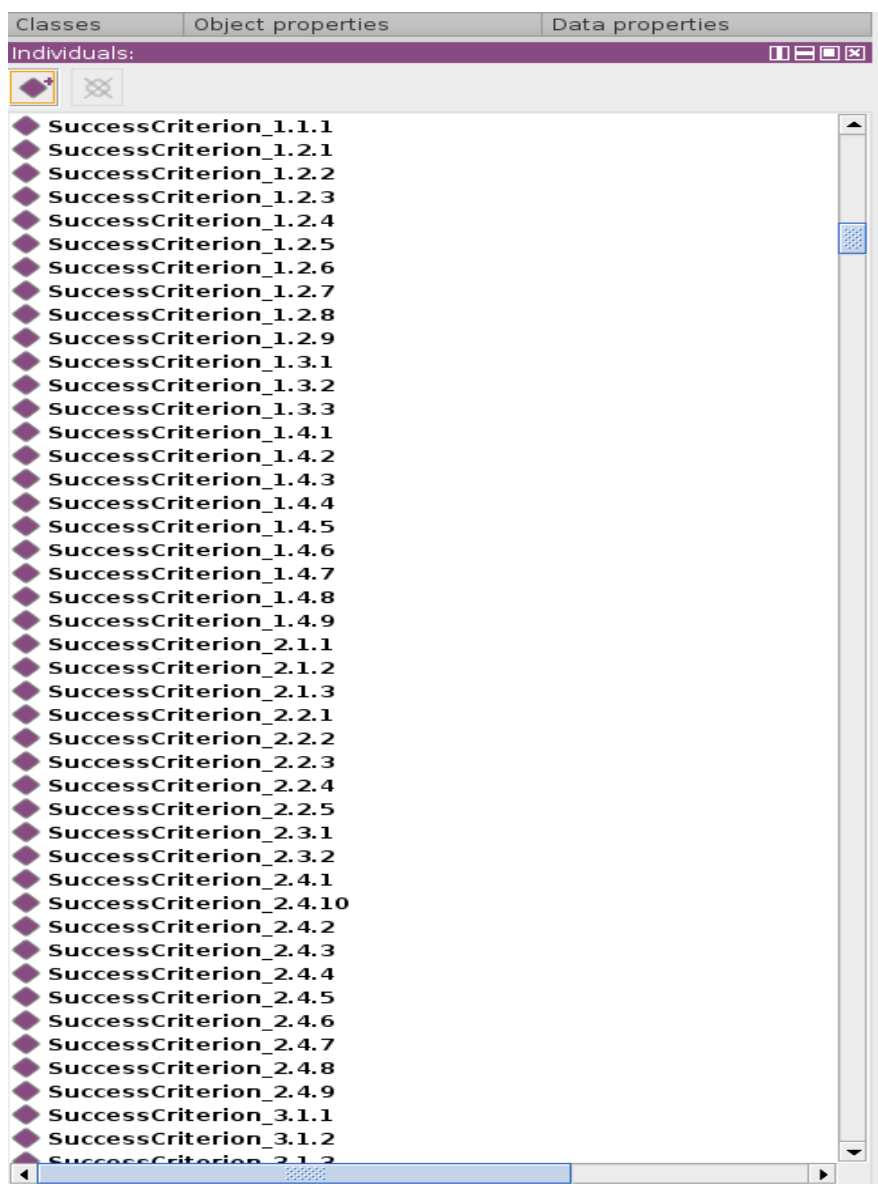 Classes Object properties Data properties
Individuals:
SuccessCriterion_1.1.1
SuccessCriterion_1.2.1
SuccessCriterion_1.2.2
SuccessCriterion_1.2.3
SuccessCriterion_1.2.4
SuccessCriterion_1.2.5
SuccessCriterion_1.2.6
SuccessCriterion_1.2.7
SuccessCriterion_1.2.8
SuccessCriterion_1.2.9
SuccessCriterion_1.3.1
SuccessCriterion_1.3.2
SuccessCriterion_1.3.3
SuccessCriterion_1.4.1
SuccessCriterion_1.4.2
SuccessCriterion_1.4.3
SuccessCriterion_1.4.4
SuccessCriterion_1.4.5
SuccessCriterion_1.4.6
SuccessCriterion_1.4.7
SuccessCriterion_1.4.8
SuccessCriterion_1.4.9
SuccessCriterion_2.1.1
SuccessCriterion_2.1.2
SuccessCriterion_2.1.3
SuccessCriterion_2.2.1
SuccessCriterion_2.2.2
SuccessCriterion_2.2.3
SuccessCriterion_2.2.4
SuccessCriterion_2.2.5
SuccessCriterion_2.3.1
SuccessCriterion_2.3.2
SuccessCriterion_2.4.1
SuccessCriterion_2.4.10
SuccessCriterion_2.4.2
SuccessCriterion_2.4.3
SuccessCriterion_2.4.4
SuccessCriterion_2.4.5
SuccessCriterion_2.4.6
SuccessCriterion_2.4.7
SuccessCriterion_2.4.8
SuccessCriterion_2.4.9
SuccessCriterion_3.1.1
SuccessCriterion_3.1.2